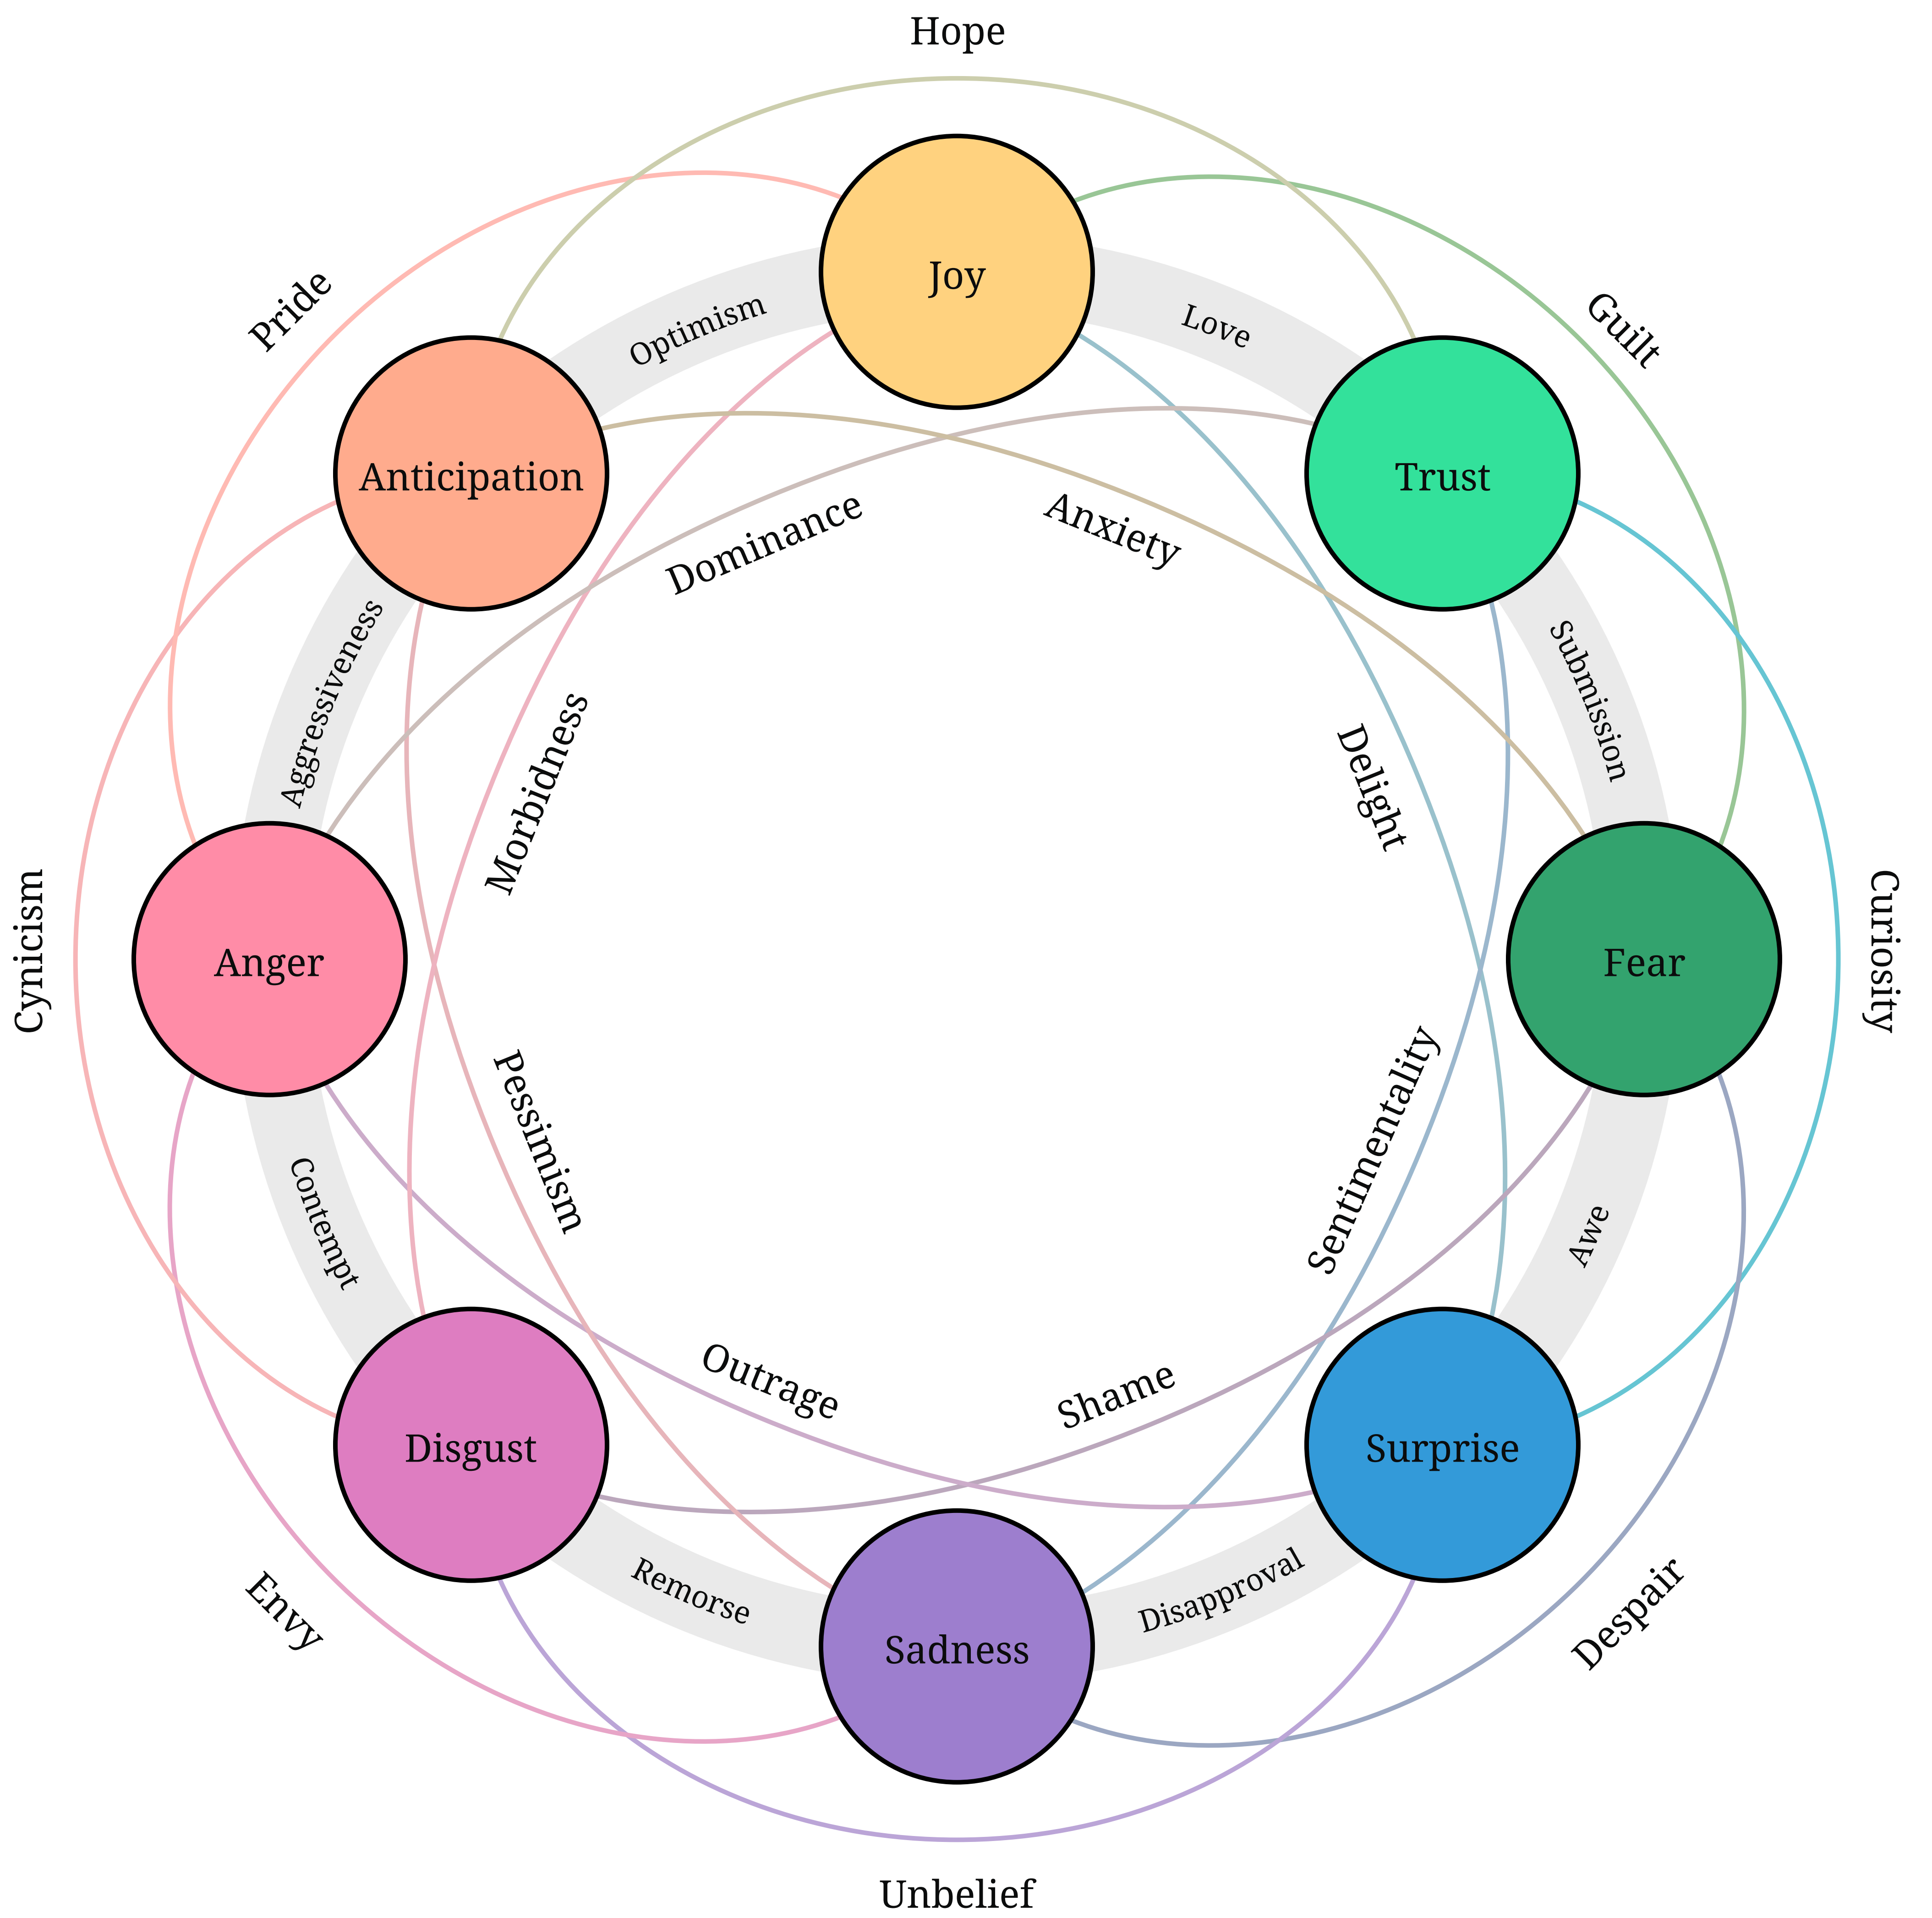 Hope
Joy
Pride
Optimism
Love
Guilt
Anticipation
Trust
Dominance
Anxiety
Aggressiveness
Submission
Morbidness
Delight
Cynicism
Anger
Fear
Curiosity
Pessimism
Sentimentality
Contempt
Awe
Outrage
Shame
Disgust
Surprise
Envy
Remorse
Disapproval
Despair
Sadness
Unbelief